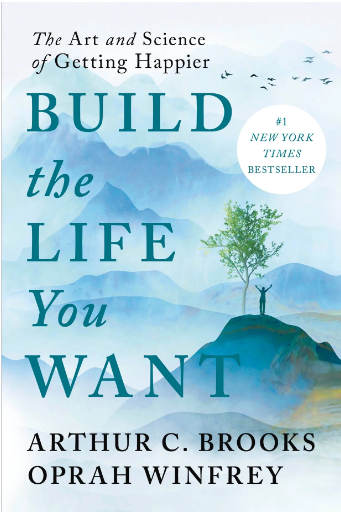 The Art and Science
of Getting Happier
BUILD
the
LIFE
You
WANT
#1
NEW YORK
TIMES
BESTSELLER
ARTHUR C. BROOKS
OPRAH WINFREY